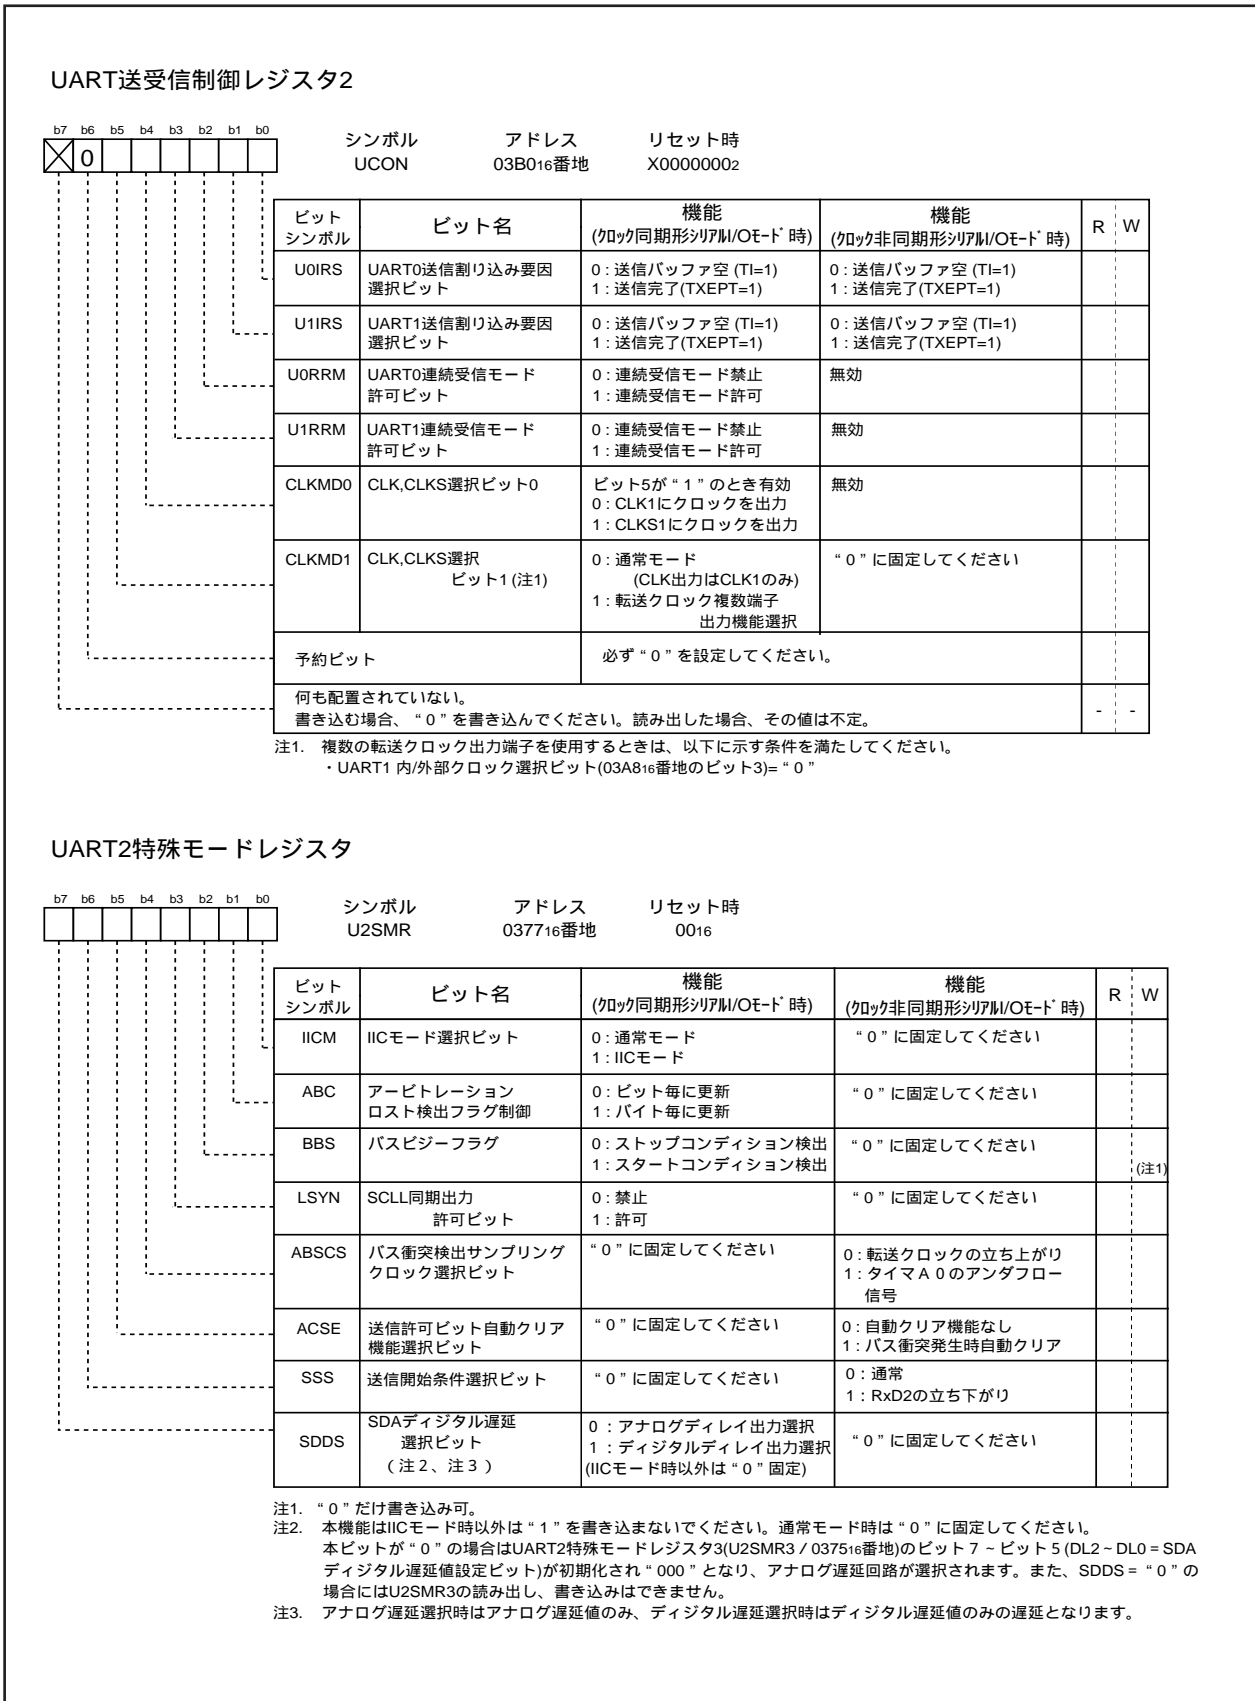 UART送受信制御レジスタ2
b7 b6 b5 b4 b3 b2 b1 b0
0
シンボル アドレス リセット時
UCON 03B016番地 X00000002
ビット シンボル ビット名 機能 (クロック同期形シリアルI/Oモード時) 機能 (クロック非同期形シリアルI/Oモード時) R W
U0IRS UART0送信割り込み要因 0 : 送信バッファ空 (TI=1) 0 : 送信バッファ空 (TI=1)
選択ビット 1 : 送信完了(TXEPT=1) 1 : 送信完了(TXEPT=1)
U1IRS UART1送信割り込み要因 0 : 送信バッファ空 (TI=1) 0 : 送信バッファ空 (TI=1)
選択ビット 1 : 送信完了(TXEPT=1) 1 : 送信完了(TXEPT=1)
U0RRM UART0連続受信モード 0 : 連続受信モード禁止 無効
許可ビット 1 : 連続受信モード許可
U1RRM UART1連続受信モード 0 : 連続受信モード禁止 無効
許可ビット 1 : 連続受信モード許可
CLKMD0 CLK,CLKS選択ビット0 ビット5が“1”のとき有効 無効
0 : CLK1にクロックを出力
1 : CLKS1にクロックを出力
CLKMD1 CLK,CLKS選択 0 : 通常モード “0”に固定してください
ビット1 (注1) (CLK出力はCLK1のみ)
1 : 転送クロック複数端子
出力機能選択
予約ビット 必ず“0”を設定してください。
何も配置されていない。
書き込む場合、“0”を書き込んでください。読み出した場合、その値は不定。 - -
注1. 複数の転送クロック出力端子を使用するときは、以下に示す条件を満たしてください。
・UART1 内/外部クロック選択ビット(03A816番地のビット3)=“0”
UART2特殊モードレジスタ
b7 b6 b5 b4 b3 b2 b1 b0
シンボル アドレス リセット時
U2SMR 037716番地 0016
ビット シンボル ビット名 機能 (クロック同期形シリアルI/Oモード時) 機能 (クロック非同期形シリアルI/Oモード時) R W
IICM IICモード選択ビット 0 : 通常モード “0”に固定してください
1 : IICモード
ABC アービトレーション 0 : ビット毎に更新 “0”に固定してください
ロスト検出フラグ制御 1 : バイト毎に更新
BBS バスビジーフラグ 0 : ストップコンディション検出 “0”に固定してください
1 : スタートコンディション検出 (注1)
LSYN SCLL同期出力 0 : 禁止 “0”に固定してください
許可ビット 1 : 許可
ABSCS バス衝突検出サンプリング “0”に固定してください 0 : 転送クロックの立ち上がり
クロック選択ビット 1 : タイマA0のアンダフロー
信号
ACSE 送信許可ビット自動クリア “0”に固定してください 0 : 自動クリア機能なし
機能選択ビット 1 : バス衝突発生時自動クリア
SSS 送信開始条件選択ビット “0”に固定してください 0 : 通常
1 : RxD2の立ち下がり
SDDS SDAディジタル遅延 0 : アナログディレイ出力選択 “0”に固定してください
選択ビット 1 : ディジタルディレイ出力選択
(注2、注3) (IICモード時以外は“0”固定)
注1. “0”だけ書き込み可。
注2. 本機能はIICモード時以外は“1”を書き込まないでください。通常モード時は“0”に固定してください。
本ビットが“0”の場合はUART2特殊モードレジスタ3(U2SMR3 / 037516番地)のビット7~ビット5 (DL2~DL0 = SDA
ディジタル遅延値設定ビット)が初期化され“000”となり、アナログ遅延回路が選択されます。また、SDDS=“0”の
場合にはU2SMR3の読み出し、書き込みはできません。
注3. アナログ遅延選択時はアナログ遅延値のみ、ディジタル遅延選択時はディジタル遅延値のみの遅延となります。